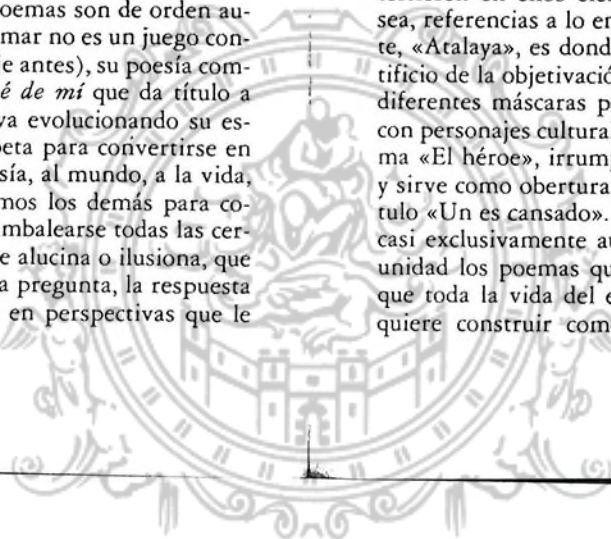 oemas son de orden au-
mar no es un juego con-
e antes), su poesía com-
é de mí que da título a
va evolucionando su es-
eta para convertirse en
sía, al mundo, a la vida,
mos los demás para co-
mbalearse todas las cer-
e alucina o ilusiona, que
a pregunta, la respuesta
en perspectivas que le
sea, referencias a lo er
te, «Atalaya», es dond
tificio de la objetivació
diferentes máscaras p
con personajes cultura
ma «El héroe», irrum
y sirve como obertura
tulo «Un es cansado».
casi exclusivamente au
unidad los poemas qu
que toda la vida del e
quiere construir com